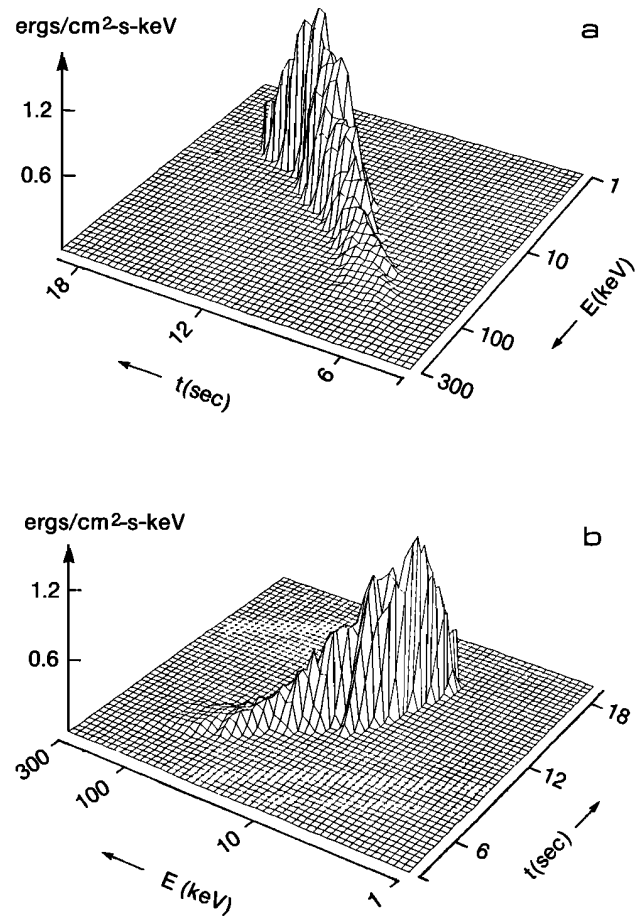 ergs/cm²-s-keV
a
1.2
0.6
1
10
100
300
E(keV)
18
12
6
t(sec)
ergs/cm²-s-keV
b
1.2
0.6
300
100
10
1
E (keV)
18
12
6
t(sec)